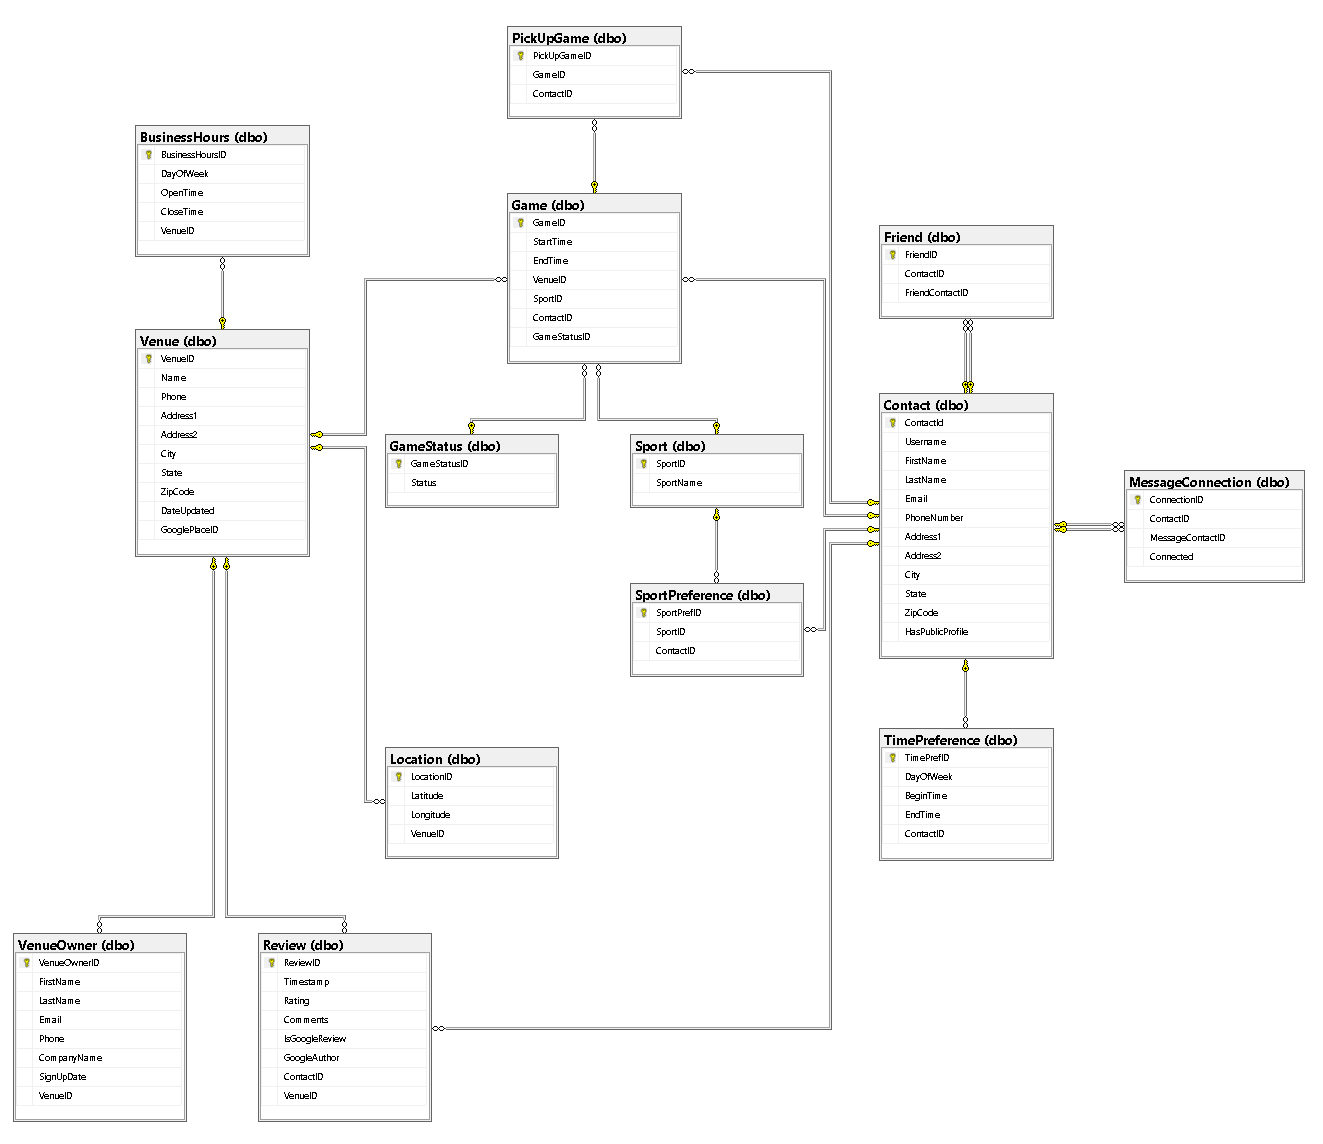 PickUpGame (dbo)
PickUpGameID
GameID
ContactID
BusinessHours (dbo)
BusinessHoursID
DayOfWeek
OpenTime
CloseTime
VenueID
Game (dbo)
GameID
StartTime
EndTime
VenueID
SportID
ContactID
GameStatusID
Friend (dbo)
FriendID
ContactID
FriendContactID
Venue (dbo)
VenueID
Name
Phone
Address1
Address2
City
State
ZipCode
DateUpdated
GooglePlaceID
GameStatus (dbo)
GameStatusID
Status
Sport (dbo)
SportID
SportName
Contact (dbo)
ContactId
Username
FirstName
LastName
Email
PhoneNumber
Address1
Address2
City
State
ZipCode
HasPublicProfile
MessageConnection (dbo)
ConnectionID
ContactID
MessageContactID
Connected
SportPreference (dbo)
SportPrefID
SportID
ContactID
Location (dbo)
LocationID
Latitude
Longitude
VenueID
TimePreference (dbo)
TimePrefID
DayOfWeek
BeginTime
EndTime
ContactID
VenueOwner (dbo)
VenueOwnerID
FirstName
LastName
Email
Phone
CompanyName
SignUpDate
VenueID
Review (dbo)
ReviewID
Timestamp
Rating
Comments
IsGoogleReview
GoogleAuthor
ContactID
VenueID